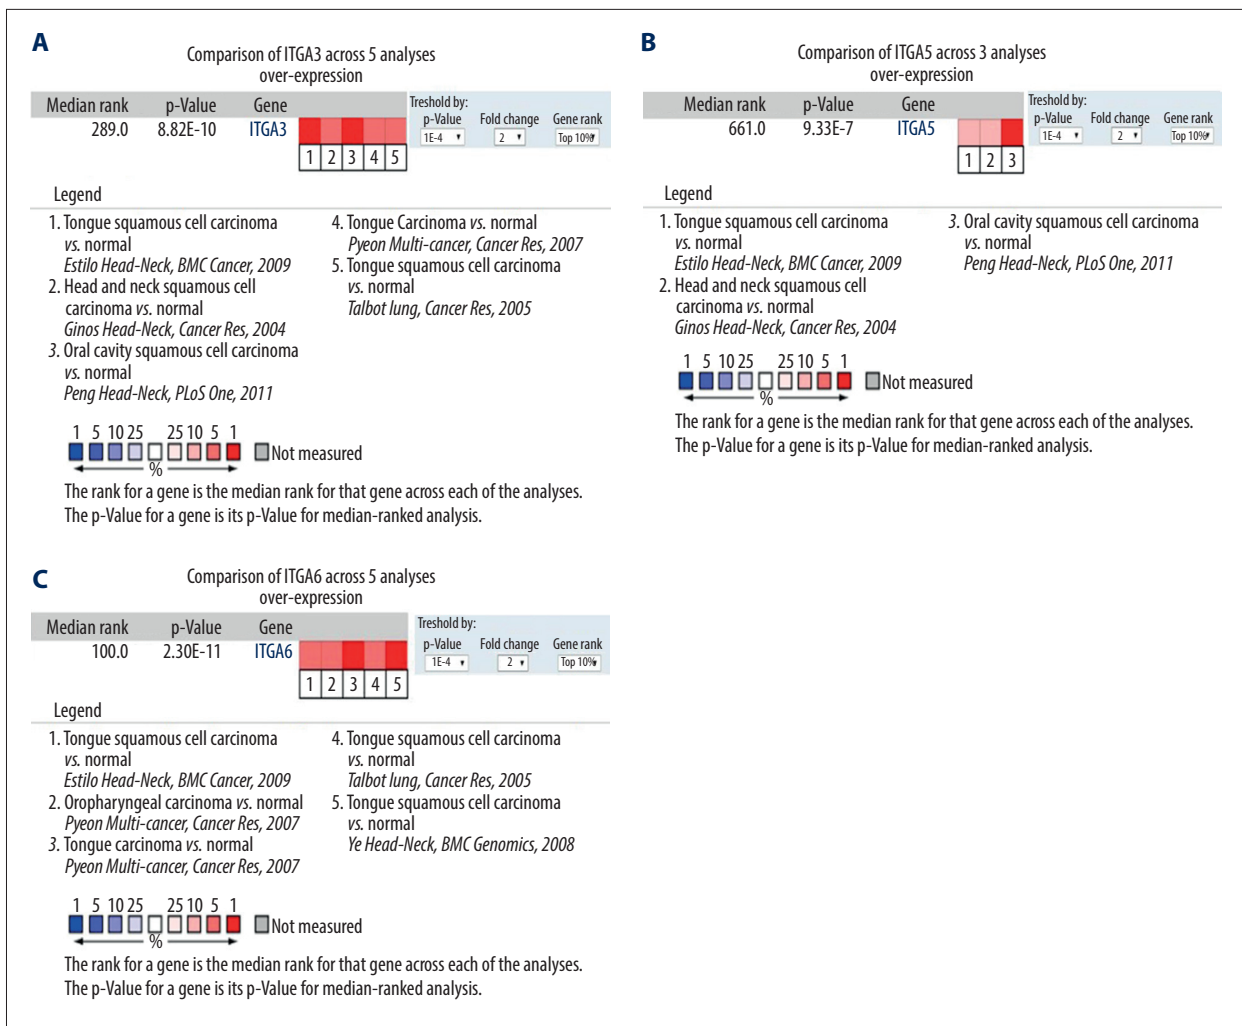 A
Comparison of ITGA3 across 5 analyses
over-expression
Median rank p-Value Gene
289.0 8.82E-10 ITGA3
Treshold by:
p-Value Fold change Gene rank
1E-4 2 Top 10%
1 2 3 4 5
Legend
1. Tongue squamous cell carcinoma
vs. normal
Estilo Head-Neck, BMC Cancer, 2009
2. Head and neck squamous cell
carcinoma vs. normal
Ginos Head-Neck, Cancer Res, 2004
3. Oral cavity squamous cell carcinoma
vs. normal
Peng Head-Neck, PLoS One, 2011
4. Tongue Carcinoma vs. normal
Pyeon Multi-cancer, Cancer Res, 2007
5. Tongue squamous cell carcinoma
vs. normal
Talbot lung, Cancer Res, 2005
1 5 10 25 25 10 5 1
Not measured
%
The rank for a gene is the median rank for that gene across each of the analyses.
The p-Value for a gene is its p-Value for median-ranked analysis.
B
Comparison of ITGA5 across 3 analyses
over-expression
Median rank p-Value Gene
661.0 9.33E-7 ITGA5
Treshold by:
p-Value Fold change Gene rank
1E-4 2 Top 10%
1 2 3
Legend
1. Tongue squamous cell carcinoma
vs. normal
Estilo Head-Neck, BMC Cancer, 2009
2. Head and neck squamous cell
carcinoma vs. normal
Ginos Head-Neck, Cancer Res, 2004
3. Oral cavity squamous cell carcinoma
vs. normal
Peng Head-Neck, PLoS One, 2011
1 5 10 25 25 10 5 1
Not measured
%
The rank for a gene is the median rank for that gene across each of the analyses.
The p-Value for a gene is its p-Value for median-ranked analysis.
C
Comparison of ITGA6 across 5 analyses
over-expression
Median rank p-Value Gene
100.0 2.30E-11 ITGA6
Treshold by:
p-Value Fold change Gene rank
1E-4 2 Top 10%
1 2 3 4 5
Legend
1. Tongue squamous cell carcinoma
vs. normal
Estilo Head-Neck, BMC Cancer, 2009
2. Oropharyngeal carcinoma vs. normal
Pyeon Multi-cancer, Cancer Res, 2007
3. Tongue carcinoma vs. normal
Pyeon Multi-cancer, Cancer Res, 2007
4. Tongue squamous cell carcinoma
vs. normal
Talbot lung, Cancer Res, 2005
5. Tongue squamous cell carcinoma
vs. normal
Ye Head-Neck, BMC Genomics, 2008
1 5 10 25 25 10 5 1
Not measured
%
The rank for a gene is the median rank for that gene across each of the analyses.
The p-Value for a gene is its p-Value for median-ranked analysis.